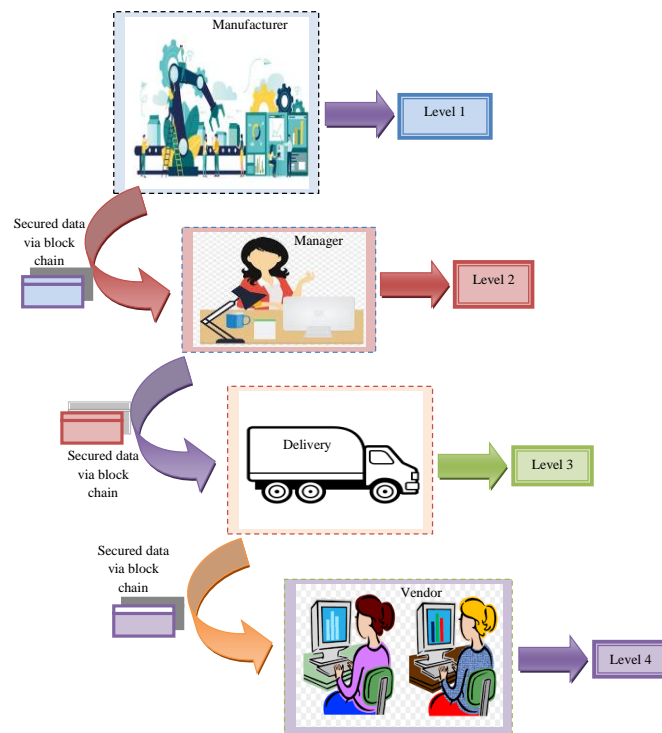 Manufacturer
Level 1
Secured data
via block
chain
Manager
Level 2
Delivery
Level 3
Secured data
via block
chain
Secured data
via block
chain
Vendor
Level 4